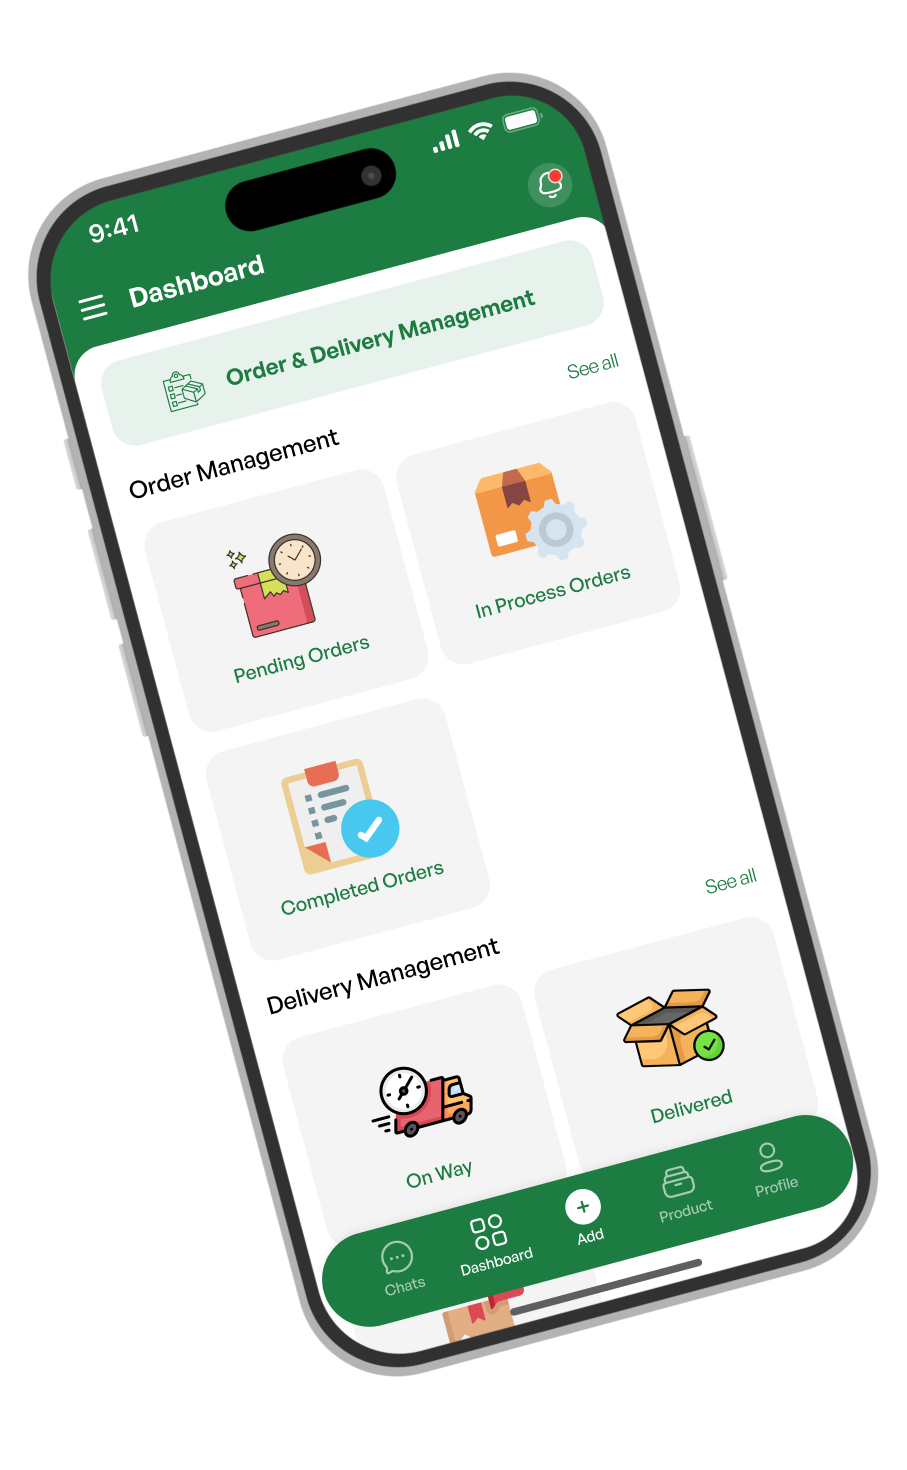 9:41
Dashboard
Order & Delivery Management
Order Management
See all
Pending Orders
In Process Orders
Completed Orders
Delivery Management
See all
On Way
Delivered
Chats
Dashboard
Add
Product
Profile